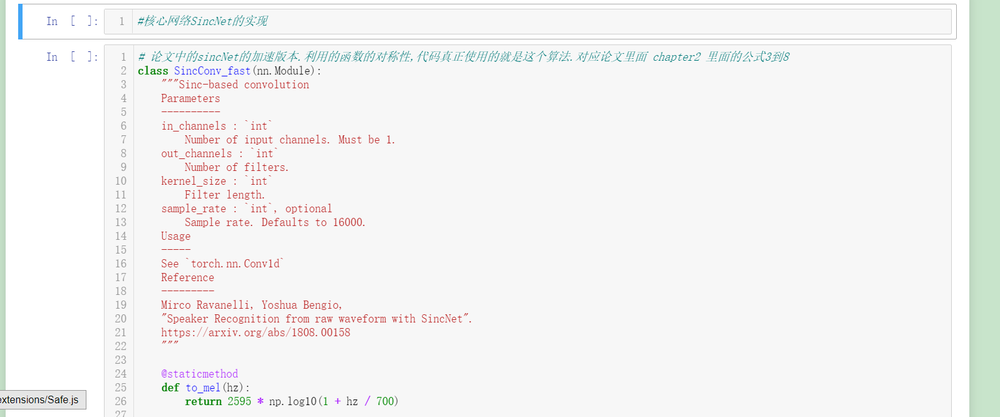 In [ ]: 1 #核心网络SincNet的实现
In [ ]: 1 # 论文中的sincNet的加速版本.利用的函数的对称性,代码真正使用的就是这个算法.对应论文里面 chapter2 里面的公式3到8
2 class SincConv_fast(nn.Module):
3     """Sinc-based convolution
4     Parameters
5     ----------
6     in_channels : `int`
7         Number of input channels. Must be 1.
8     out_channels : `int`
9         Number of filters.
10     kernel_size : `int`
11         Filter length.
12     sample_rate : `int`, optional
13         Sample rate. Defaults to 16000.
14     Usage
15     -----
16     See `torch.nn.Conv1d`
17     Reference
18     ---------
19     Mirco Ravanelli, Yoshua Bengio,
20     "Speaker Recognition from raw waveform with SincNet".
21     https://arxiv.org/abs/1808.00158
22     """
23
24     @staticmethod
25     def to_mel(hz):
26         return 2595 * np.log10(1 + hz / 700)
27
extensions/Safe.js